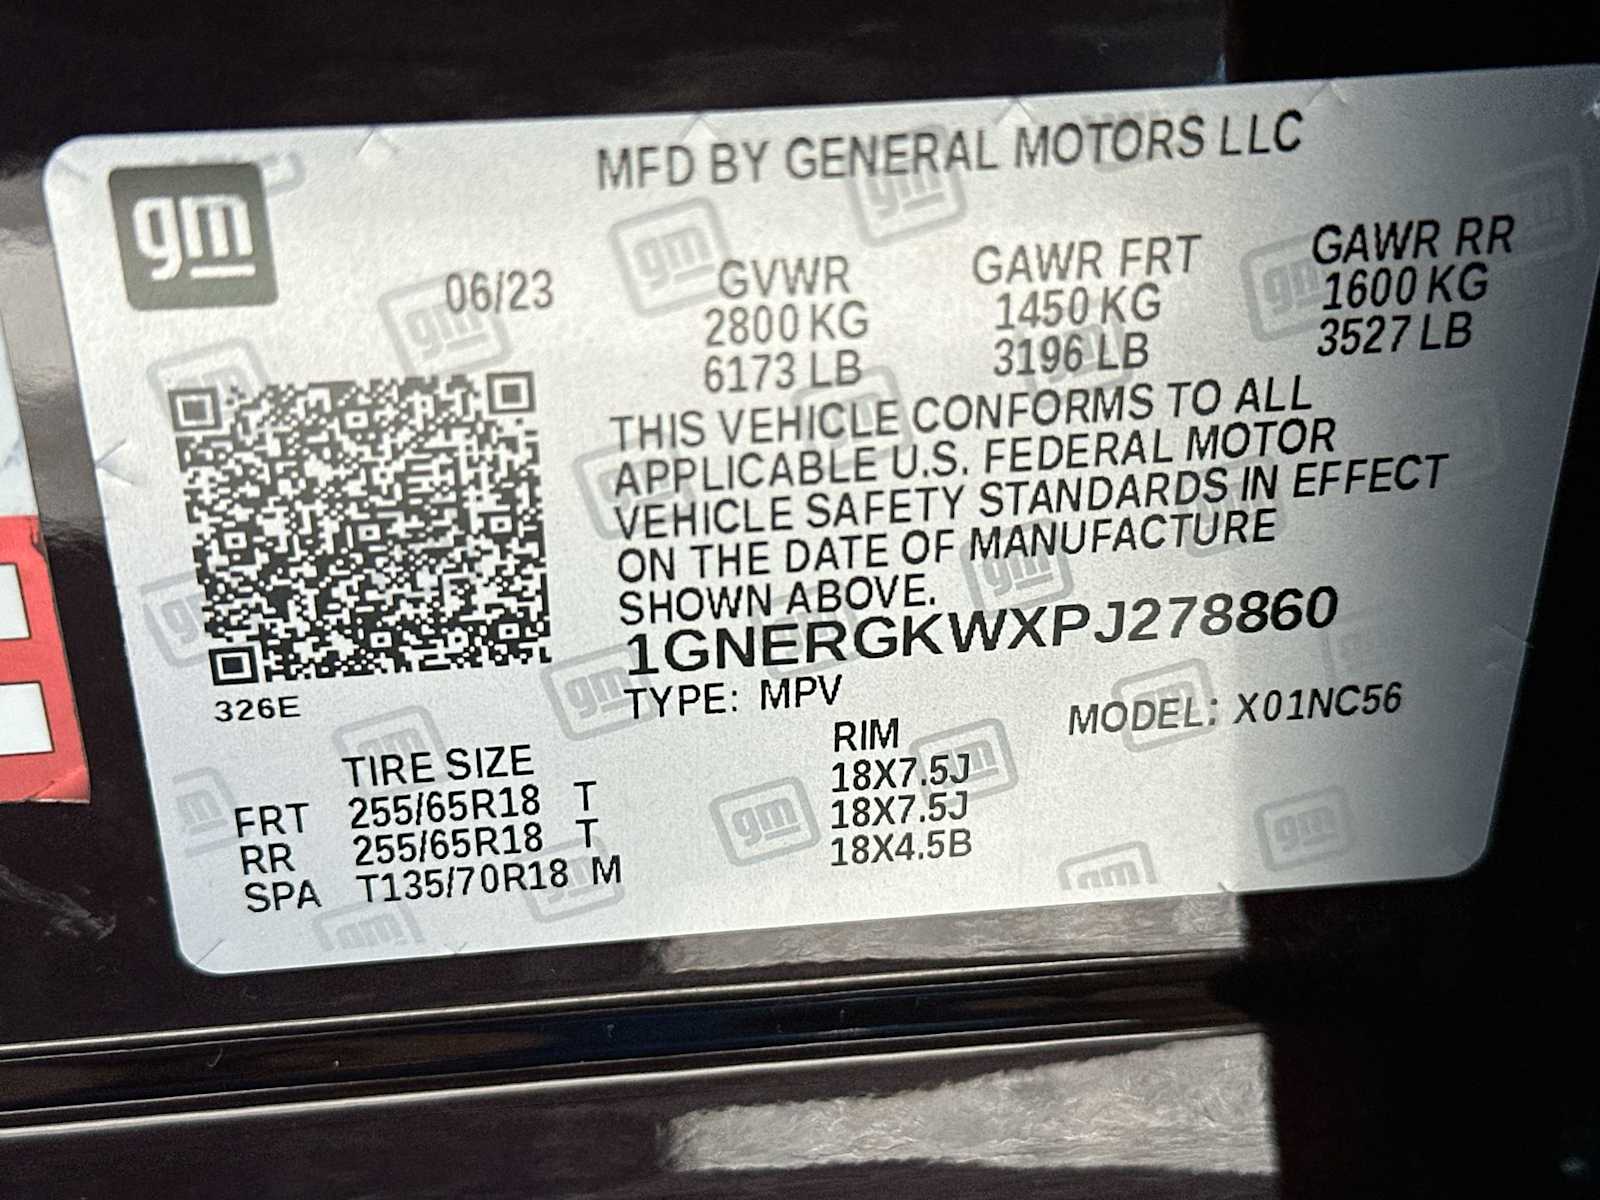 gm
MFD BY GENERAL MOTORS LLC
06/23
GVWR GAWR FRT GAWR RR
2800 KG 1450 KG 1600 KG
6173 LB 3196 LB 3527 LB
THIS VEHICLE CONFORMS TO ALL
APPLICABLE U.S. FEDERAL MOTOR
VEHICLE SAFETY STANDARDS IN EFFECT
ON THE DATE OF MANUFACTURE
SHOWN ABOVE.
1GNERGKWXPJ278860
326E
TYPE: MPV MODEL: X01NC56
TIRE SIZE RIM
FRT 255/65R18 T 18X7.5J
RR 255/65R18 T 18X7.5J
SPA T135/70R18 M 18X4.5B